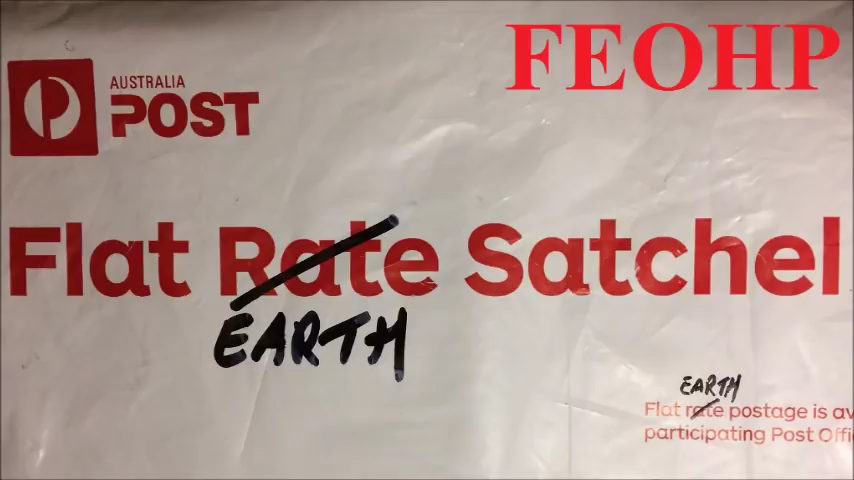 FEOHP
AUSTRALIA
POST
Flat Rate Satchel
EARTH
EARTH
Flat rate postage is av
participating Post Offi